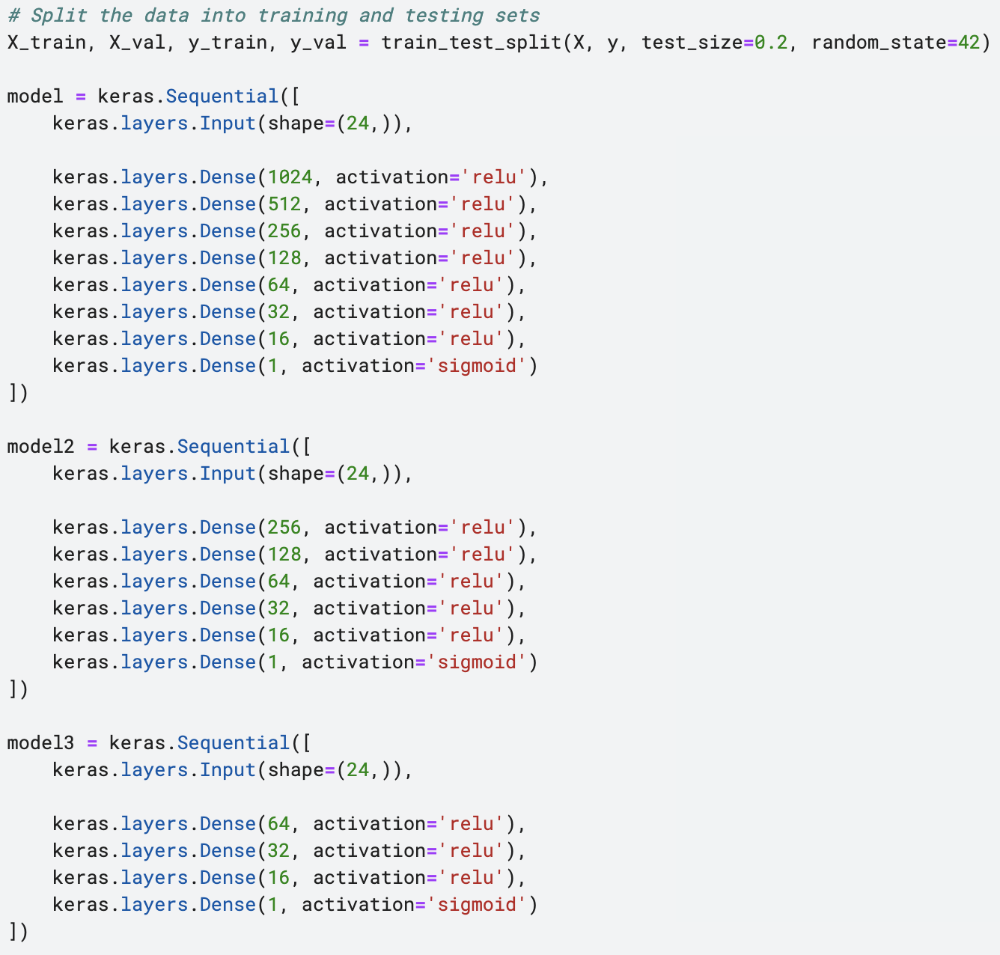 # Split the data into training and testing sets
X_train, X_val, y_train, y_val = train_test_split(X, y, test_size=0.2, random_state=42)

model = keras.Sequential([
    keras.layers.Input(shape=(24,)),

    keras.layers.Dense(1024, activation='relu'),
    keras.layers.Dense(512, activation='relu'),
    keras.layers.Dense(256, activation='relu'),
    keras.layers.Dense(128, activation='relu'),
    keras.layers.Dense(64, activation='relu'),
    keras.layers.Dense(32, activation='relu'),
    keras.layers.Dense(16, activation='relu'),
    keras.layers.Dense(1, activation='sigmoid')
])

model2 = keras.Sequential([
    keras.layers.Input(shape=(24,)),

    keras.layers.Dense(256, activation='relu'),
    keras.layers.Dense(128, activation='relu'),
    keras.layers.Dense(64, activation='relu'),
    keras.layers.Dense(32, activation='relu'),
    keras.layers.Dense(16, activation='relu'),
    keras.layers.Dense(1, activation='sigmoid')
])

model3 = keras.Sequential([
    keras.layers.Input(shape=(24,)),

    keras.layers.Dense(64, activation='relu'),
    keras.layers.Dense(32, activation='relu'),
    keras.layers.Dense(16, activation='relu'),
    keras.layers.Dense(1, activation='sigmoid')
])